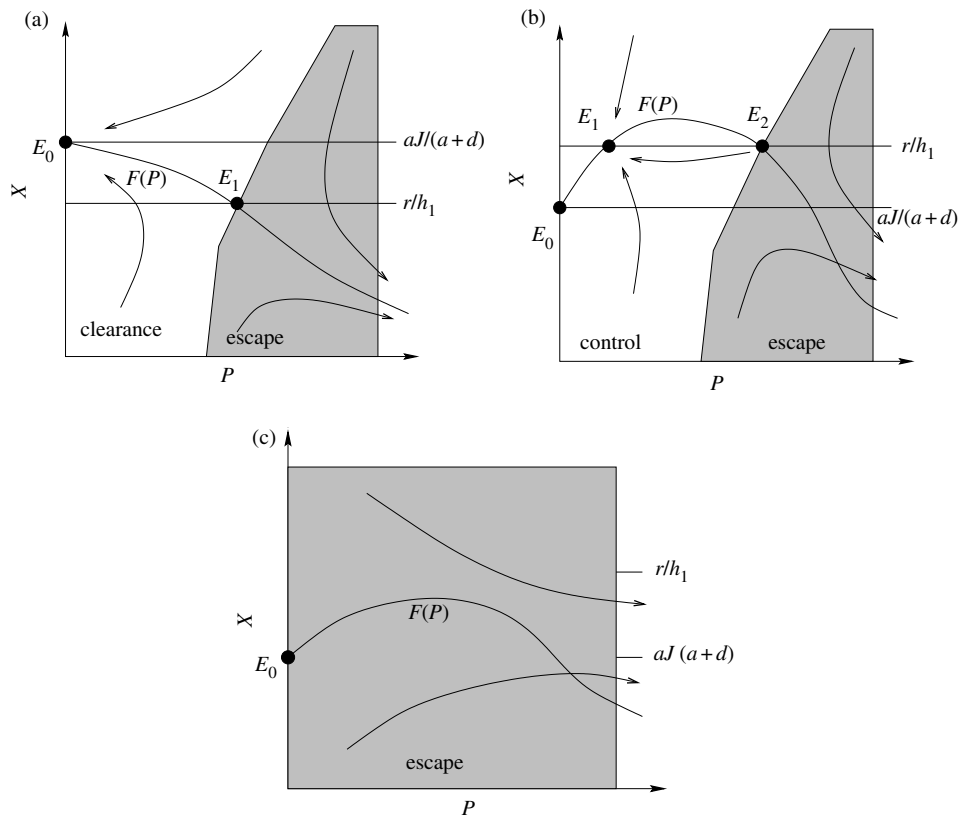 (a)
aJ/(a+d)
E0
F(P)
E1
X
r/h1
clearance
escape
P
(b)
F(P)
E1
E2
r/h1
X
aJ/(a+d)
E0
control
escape
P
(c)
r/h1
X
F(P)
aJ (a+d)
E0
escape
P